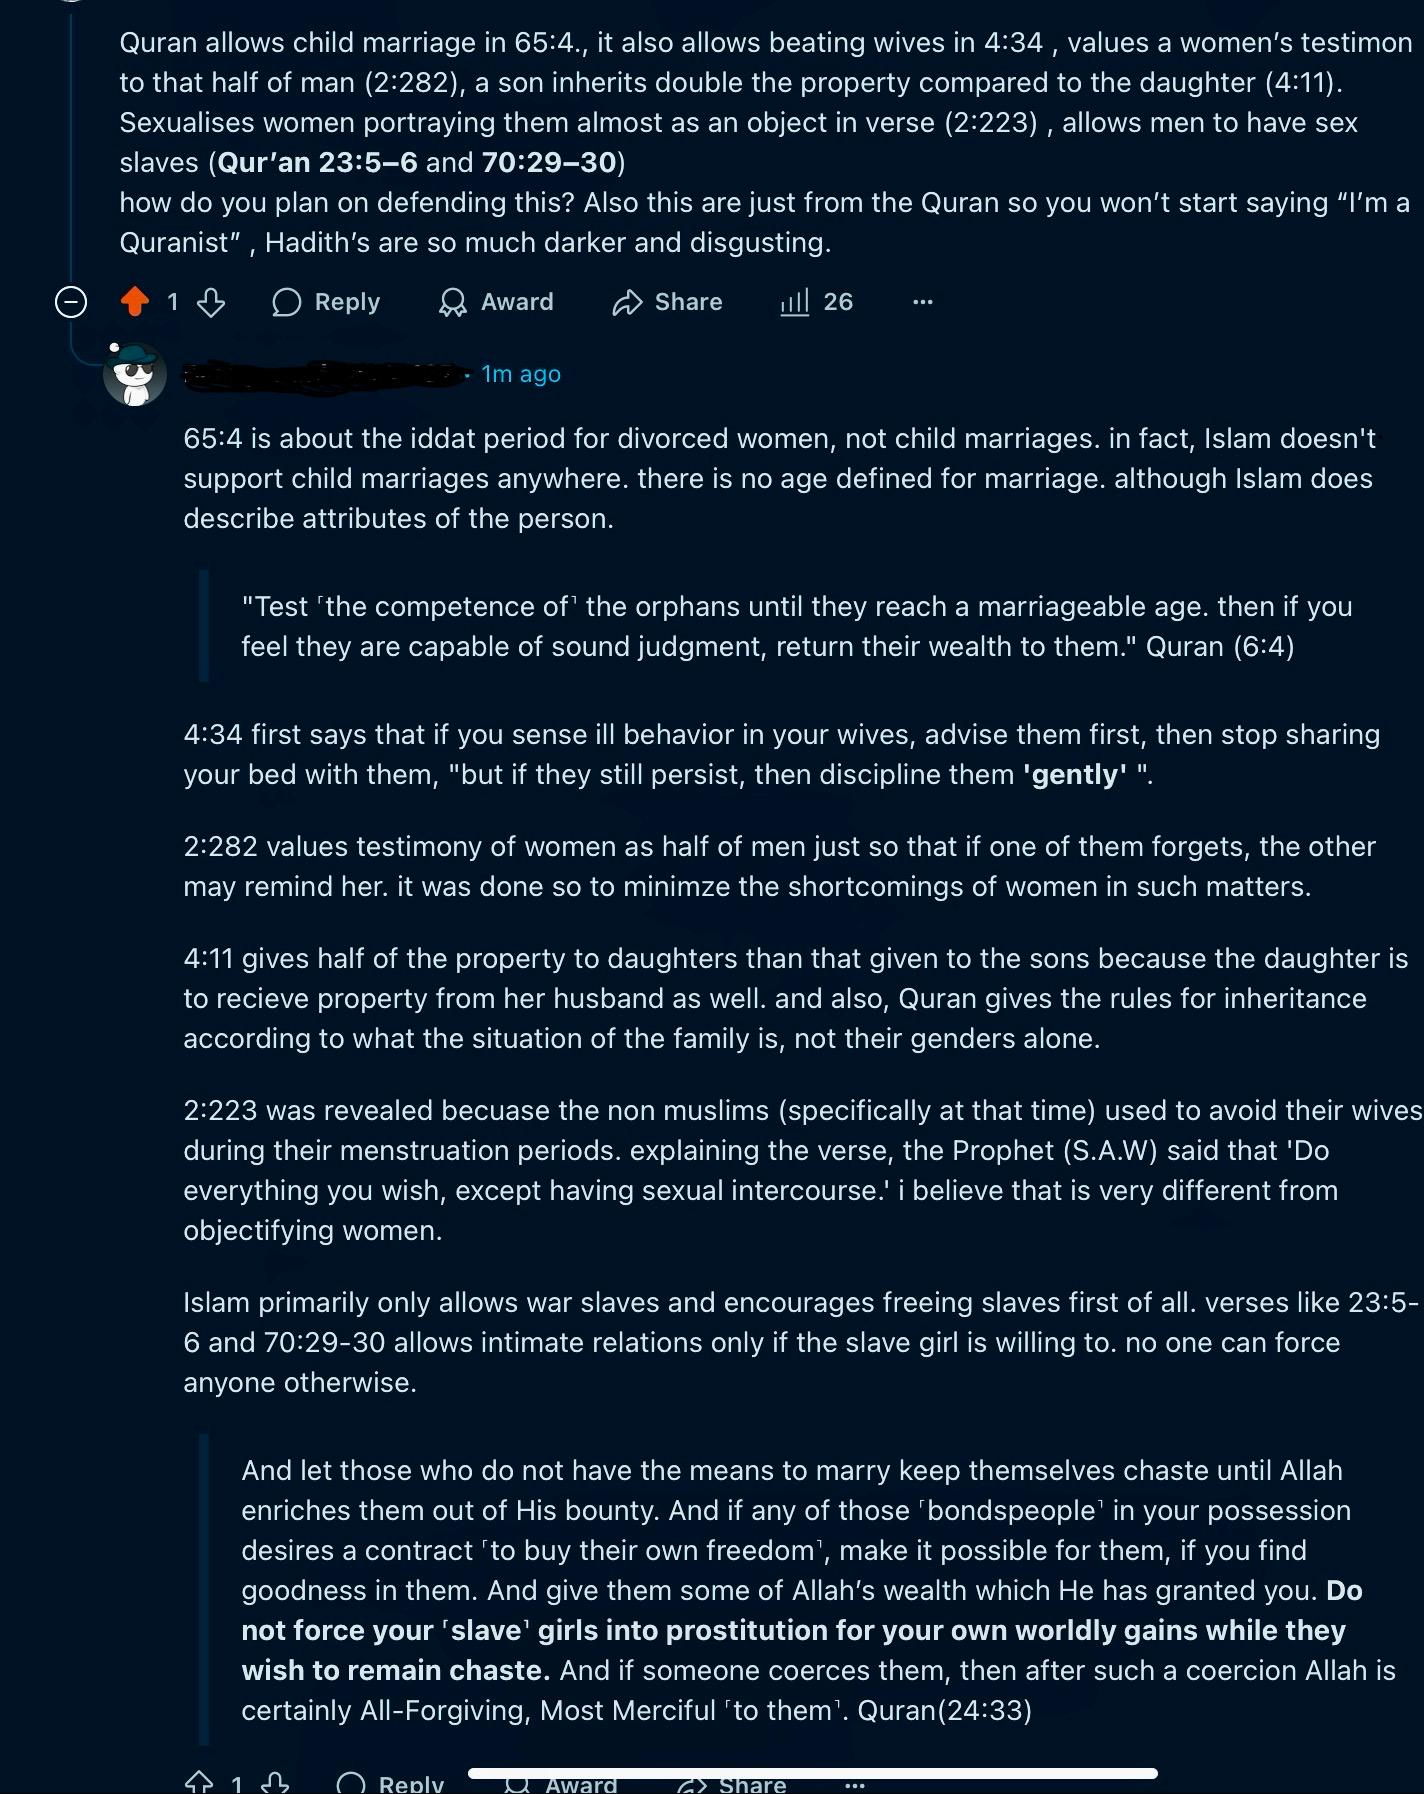 Quran allows child marriage in 65:4., it also allows beating wives in 4:34 , values a women’s testimon
to that half of man (2:282), a son inherits double the property compared to the daughter (4:11).
Sexualises women portraying them almost as an object in verse (2:223) , allows men to have sex
slaves (Qur’an 23:5–6 and 70:29–30)
how do you plan on defending this? Also this are just from the Quran so you won’t start saying “I’m a
Quranist” , Hadith’s are so much darker and disgusting.
1 Reply Award Share 26 ...
· 1m ago
65:4 is about the iddat period for divorced women, not child marriages. in fact, Islam doesn't
support child marriages anywhere. there is no age defined for marriage. although Islam does
describe attributes of the person.
"Test ˹the competence of˺ the orphans until they reach a marriageable age. then if you
feel they are capable of sound judgment, return their wealth to them." Quran (6:4)
4:34 first says that if you sense ill behavior in your wives, advise them first, then stop sharing
your bed with them, "but if they still persist, then discipline them 'gently' ".
2:282 values testimony of women as half of men just so that if one of them forgets, the other
may remind her. it was done so to minimze the shortcomings of women in such matters.
4:11 gives half of the property to daughters than that given to the sons because the daughter is
to recieve property from her husband as well. and also, Quran gives the rules for inheritance
according to what the situation of the family is, not their genders alone.
2:223 was revealed becuase the non muslims (specifically at that time) used to avoid their wives
during their menstruation periods. explaining the verse, the Prophet (S.A.W) said that 'Do
everything you wish, except having sexual intercourse.' i believe that is very different from
objectifying women.
Islam primarily only allows war slaves and encourages freeing slaves first of all. verses like 23:5-
6 and 70:29-30 allows intimate relations only if the slave girl is willing to. no one can force
anyone otherwise.
And let those who do not have the means to marry keep themselves chaste until Allah
enriches them out of His bounty. And if any of those ˹bondspeople˺ in your possession
desires a contract ˹to buy their own freedom˺, make it possible for them, if you find
goodness in them. And give them some of Allah’s wealth which He has granted you. Do
not force your ˹slave˺ girls into prostitution for your own worldly gains while they
wish to remain chaste. And if someone coerces them, then after such a coercion Allah is
certainly All-Forgiving, Most Merciful ˹to them˺. Quran(24:33)
1 Reply Award Share ...